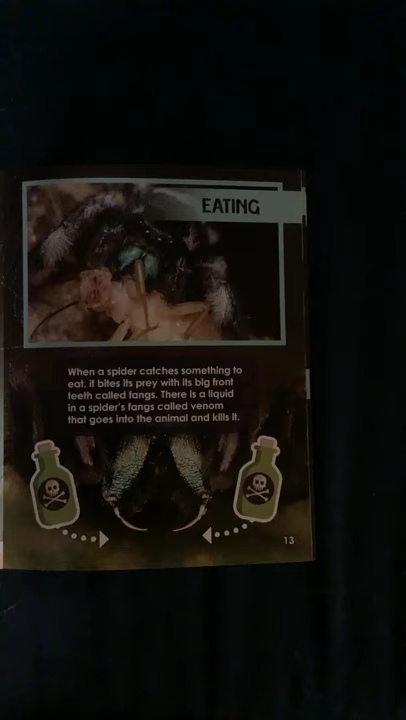 EATING
When a spider catches something to
eat, it bites its prey with its big front
teeth called fangs. There is a liquid
in a spider's fangs called venom
that goes into the animal and kills it.
13